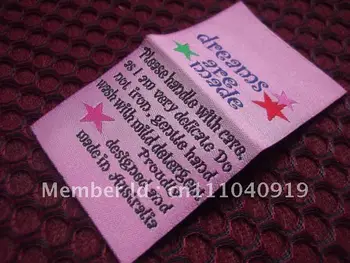 dreams
are
made
Please handle with care,
as I am very delicate. Do
not iron, gentle hand
wash with mild detergent
Proudly
designed and
made in Australia
Member Id: cn111040919